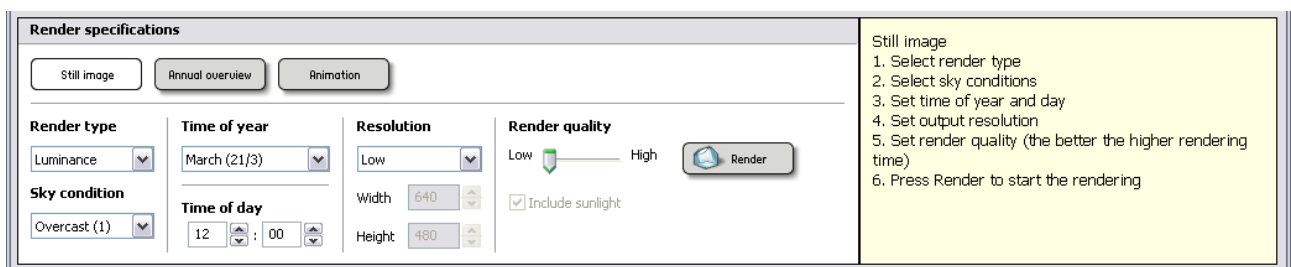 Render specifications
Still image
Annual overview
Animation
Render type
Luminance
Sky condition
Overcast (1)
Time of year
March (21/3)
Time of day
12 : 00
Resolution
Low
Width 640
Height 480
Render quality
Low High
Include sunlight
Render
Still image
1. Select render type
2. Select sky conditions
3. Set time of year and day
4. Set output resolution
5. Set render quality (the better the higher rendering
time)
6. Press Render to start the rendering